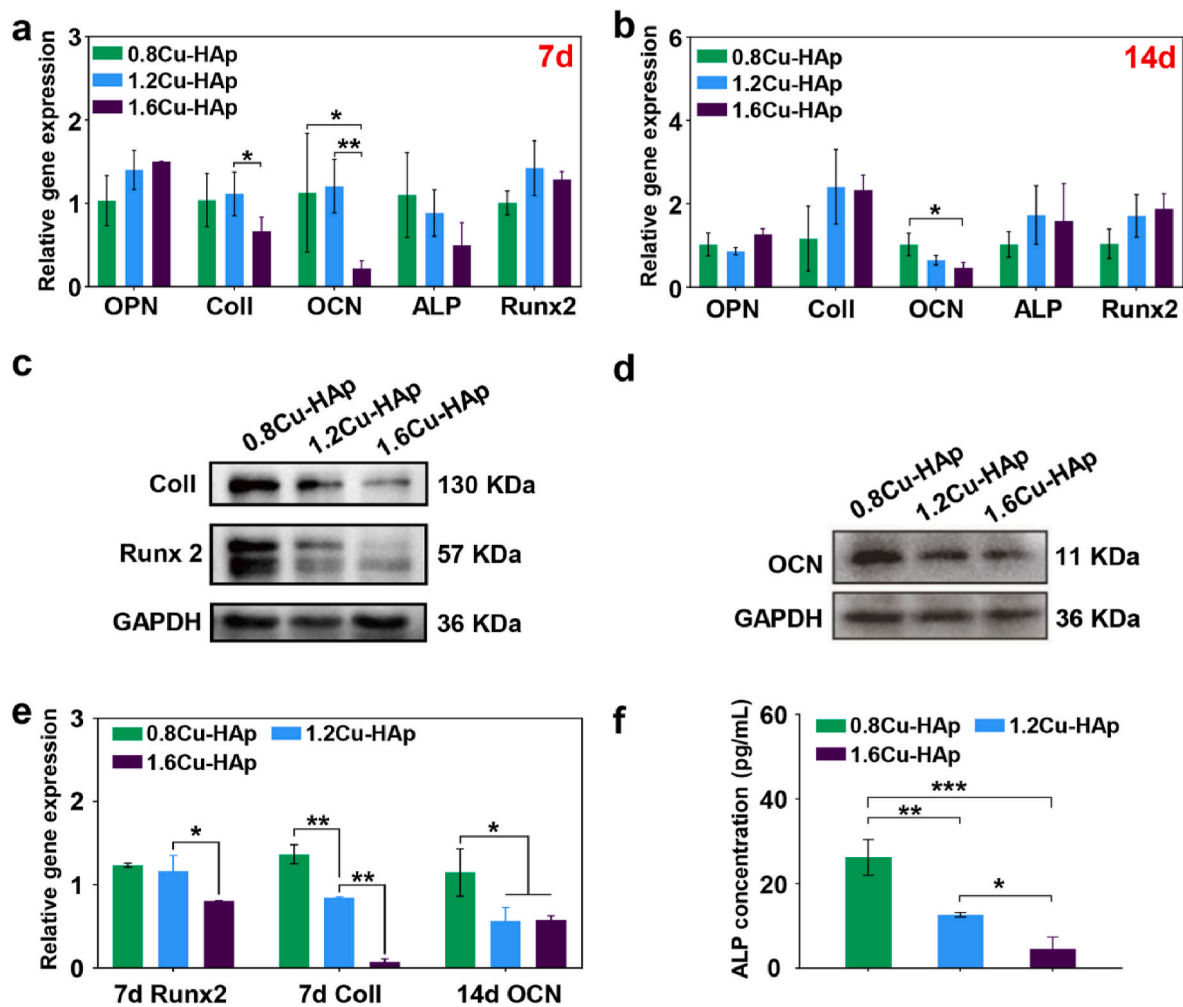 a
Relative gene expression
3
2
1
0
0.8Cu-HAp
1.2Cu-HAp
1.6Cu-HAp
7d
*
*
**
OPN ColI OCN ALP Runx2
b
Relative gene expression
6
4
2
0
0.8Cu-HAp
1.2Cu-HAp
1.6Cu-HAp
14d
*
OPN ColI OCN ALP Runx2
c
0.8Cu-HAp
1.2Cu-HAp
1.6Cu-HAp
ColI 130 KDa
Runx 2 57 KDa
GAPDH 36 KDa
d
0.8Cu-HAp
1.2Cu-HAp
1.6Cu-HAp
OCN 11 KDa
GAPDH 36 KDa
e
Relative gene expression
3
2
1
0
0.8Cu-HAp 1.2Cu-HAp
1.6Cu-HAp
*
**
**
*
7d Runx2 7d ColI 14d OCN
f
ALP concentration (pg/mL)
60
40
20
0
0.8Cu-HAp 1.2Cu-HAp
1.6Cu-HAp
***
**
*